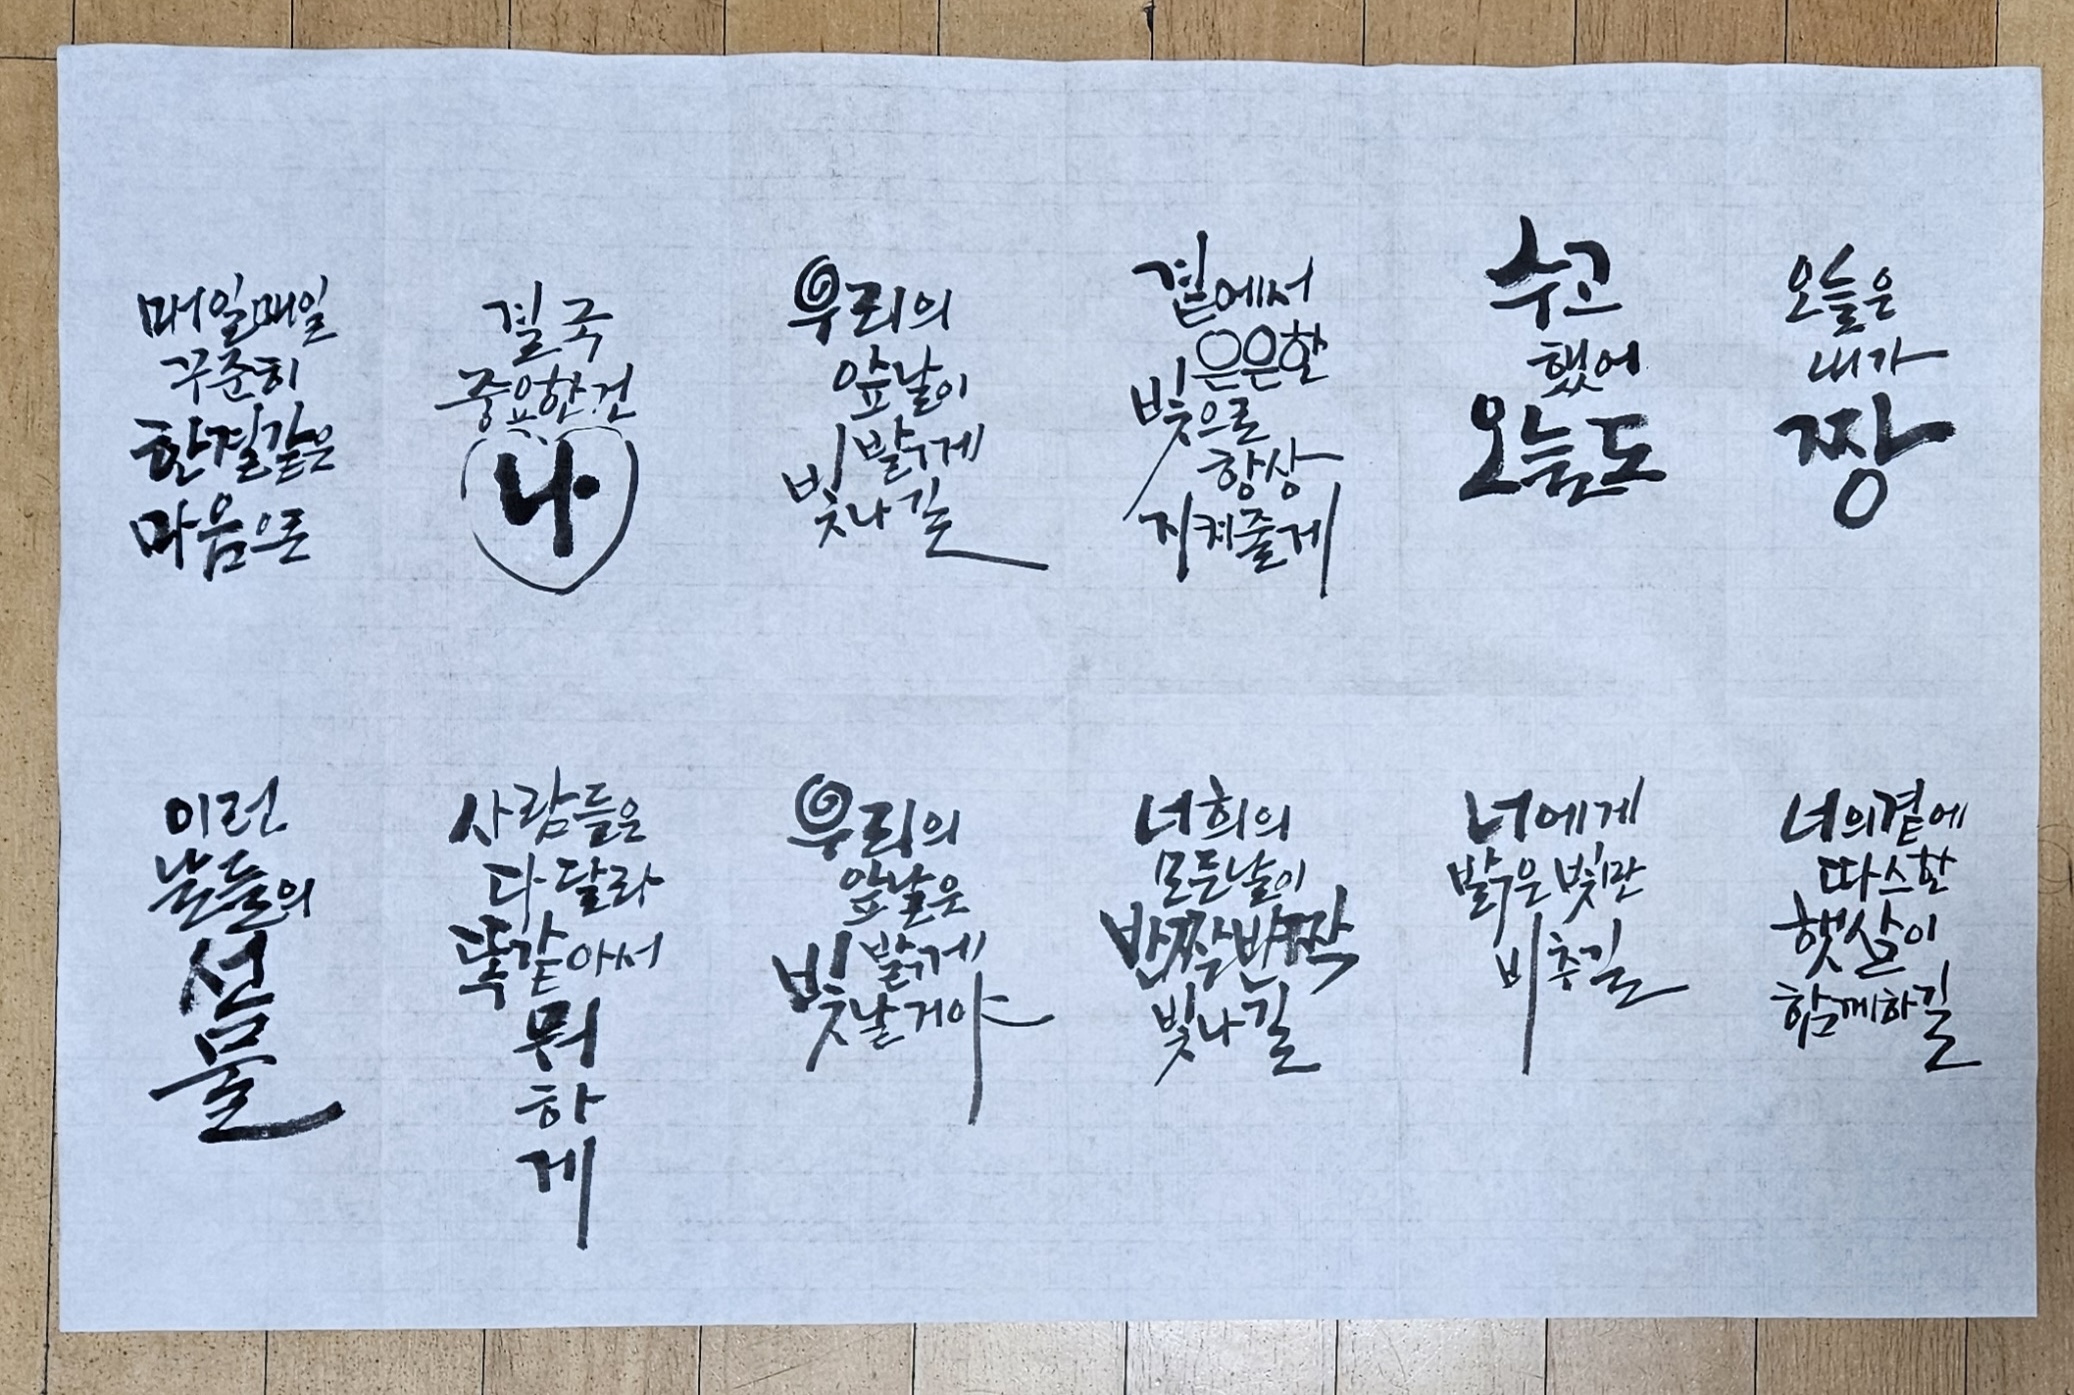 매일매일
꾸준히
한결같은
마음으로
결국
중요한건
나
우리의
앞날이
밝게
빛나길
곁에서
은은한
빛으로
항상
지켜줄게
수고
했어
오늘도
오늘은
내가
짱
이런
날들의
선
물
사람들은
다 달라
똑같아서
뭐
하
게
우리의
앞날은
밝게
빛날거야
너희의
모든날이
반짝반짝
빛나길
너에게
밝은 빛만
비추길
너의곁에
따스한
햇살이
함께하길